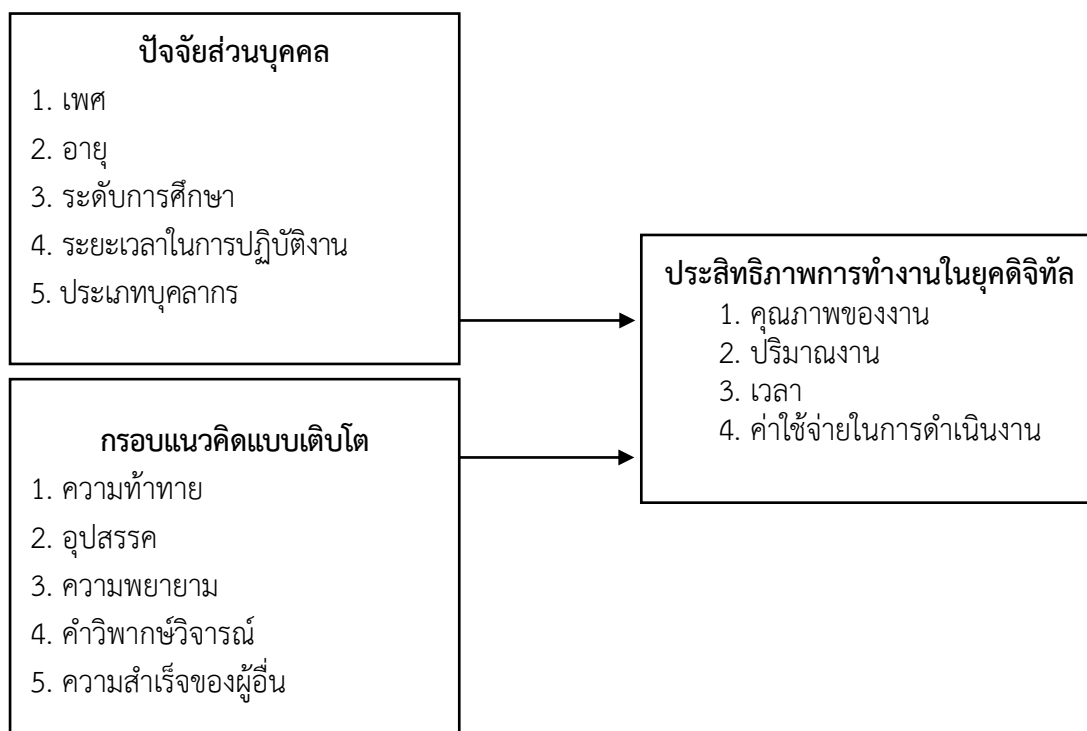 ปัจจัยส่วนบุคคล
1. เพศ
2. อายุ
3. ระดับการศึกษา
4. ระยะเวลาในการปฏิบัติงาน
5. ประเภทบุคลากร
กรอบแนวคิดแบบเติบโต
1. ความท้าทาย
2. อุปสรรค
3. ความพยายาม
4. คำวิพากษ์วิจารณ์
5. ความสำเร็จของผู้อื่น
ประสิทธิภาพการทำงานในยุคดิจิทัล
1. คุณภาพของงาน
2. ปริมาณงาน
3. เวลา
4. ค่าใช้จ่ายในการดำเนินงาน